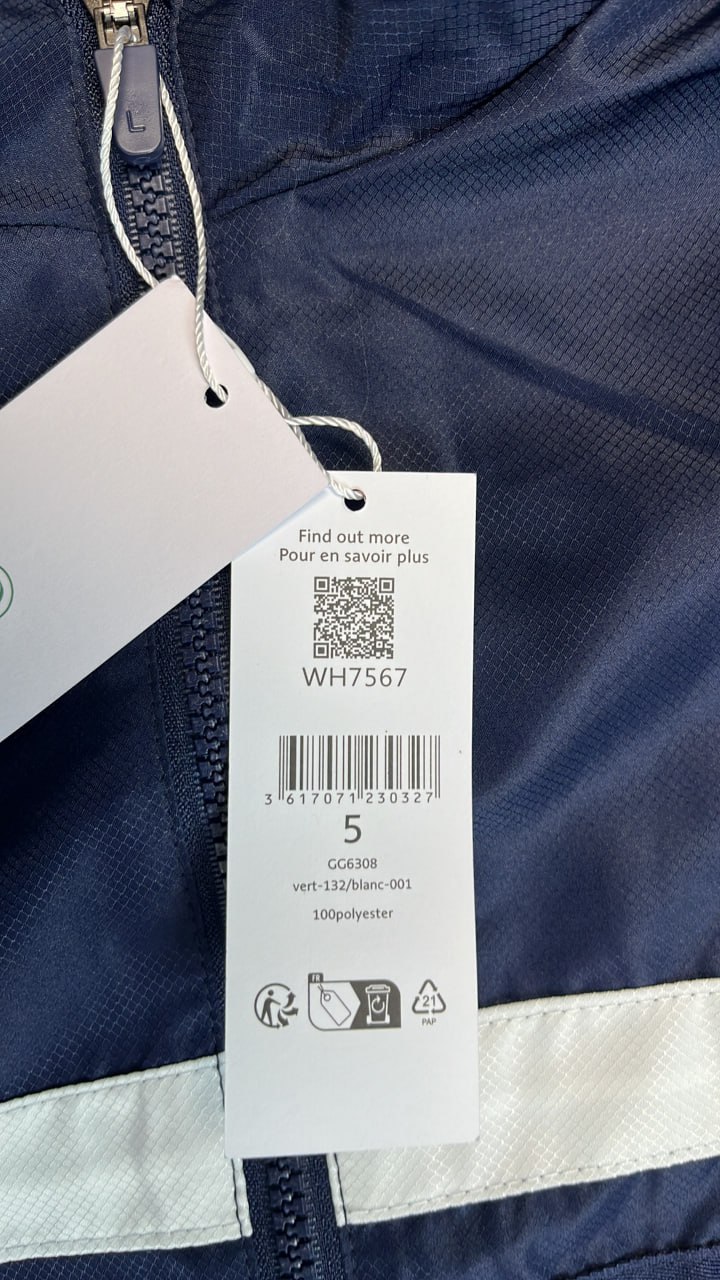 L
Find out more
Pour en savoir plus
WH7567
3 617071 230327
5
GG6308
vert-132/blanc-001
100polyester
FR
21
PAP